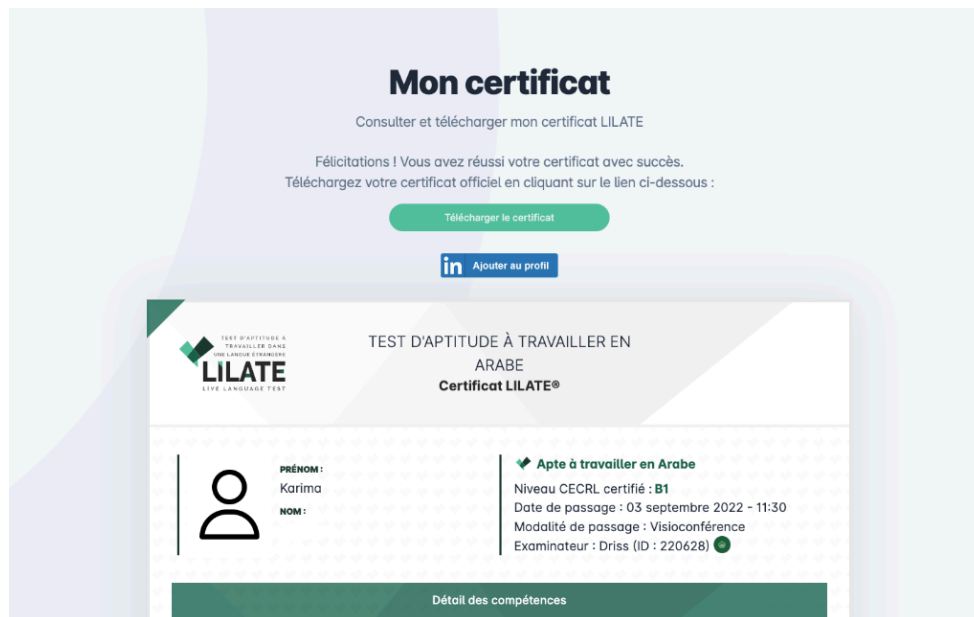 Mon certificat
Consulter et télécharger mon certificat LILATE
Félicitations ! Vous avez réussi votre certificat avec succès.
Téléchargez votre certificat officiel en cliquant sur le lien ci-dessous :
Télécharger le certificat
in Ajouter au profil
TEST D'APTITUDE À
TRAVAILLER DANS
UNE LANGUE ÉTRANGÈRE
LILATE
LIVE LANGUAGE TEST
TEST D'APTITUDE À TRAVAILLER EN
ARABE
Certificat LILATE®
PRÉNOM :
Karima
NOM :
Apte à travailler en Arabe
Niveau CECRL certifié : B1
Date de passage : 03 septembre 2022 - 11:30
Modalité de passage : Visioconférence
Examinateur : Driss (ID : 220628)
Détail des compétences